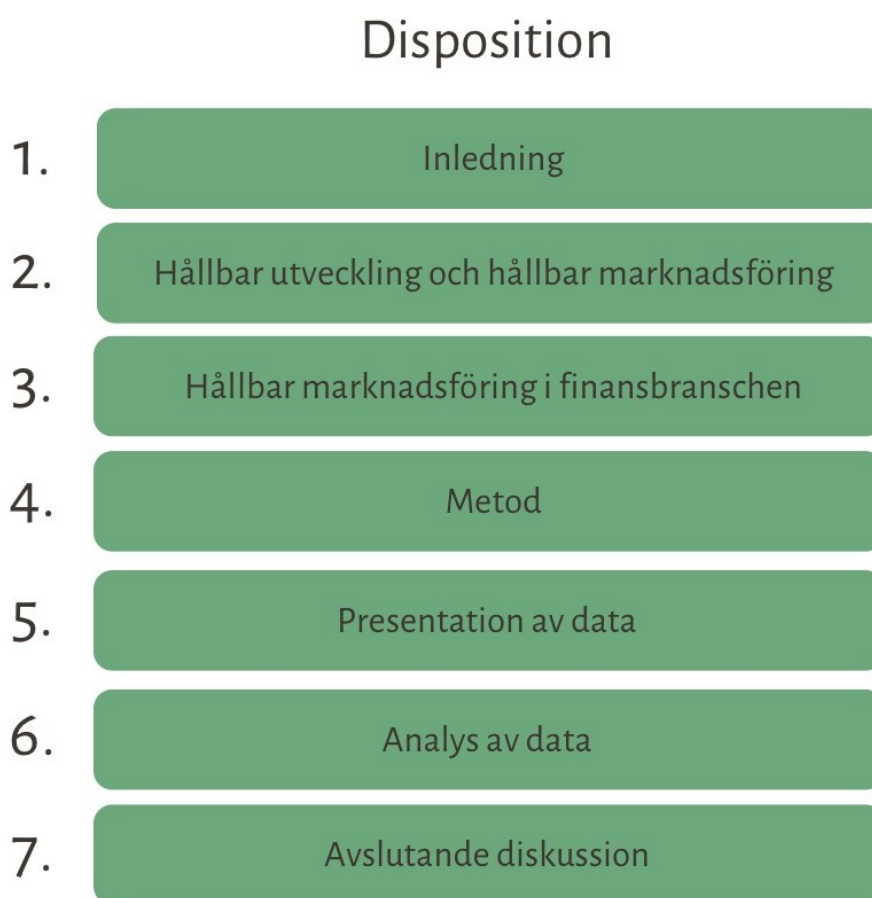 Disposition
1. Inledning
2. Hållbar utveckling och hållbar marknadsföring
3. Hållbar marknadsföring i finansbranschen
4. Metod
5. Presentation av data
6. Analys av data
7. Avslutande diskussion